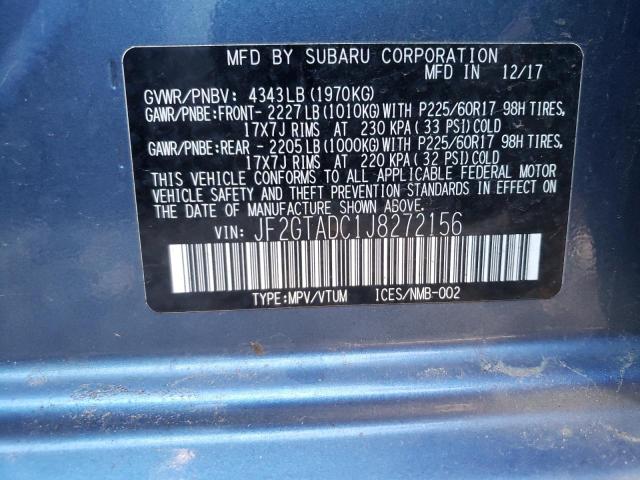 MFD BY SUBARU CORPORATION
MFD IN 12/17
GVWR/PNBV: 4343LB (1970KG)
GAWR/PNBE:FRONT- 2227LB (1010KG)WITH P225/60R17 98H TIRES,
17X7J RIMS AT 230 KPA (33 PSI)COLD
GAWR/PNBE:REAR - 2205LB(1000KG)WITH P225/60R17 98H TIRES,
17X7J RIMS AT 220 KPA (32 PSI)COLD
THIS VEHICLE CONFORMS TO ALL APPLICABLE FEDERAL MOTOR
VEHICLE SAFETY AND THEFT PREVENTION STANDARDS IN EFFECT ON
THE DATE OF MANUFACTURE SHOWN ABOVE.
VIN: JF2GTADC1J8272156
TYPE:MPV/VTUM ICES/NMB-002